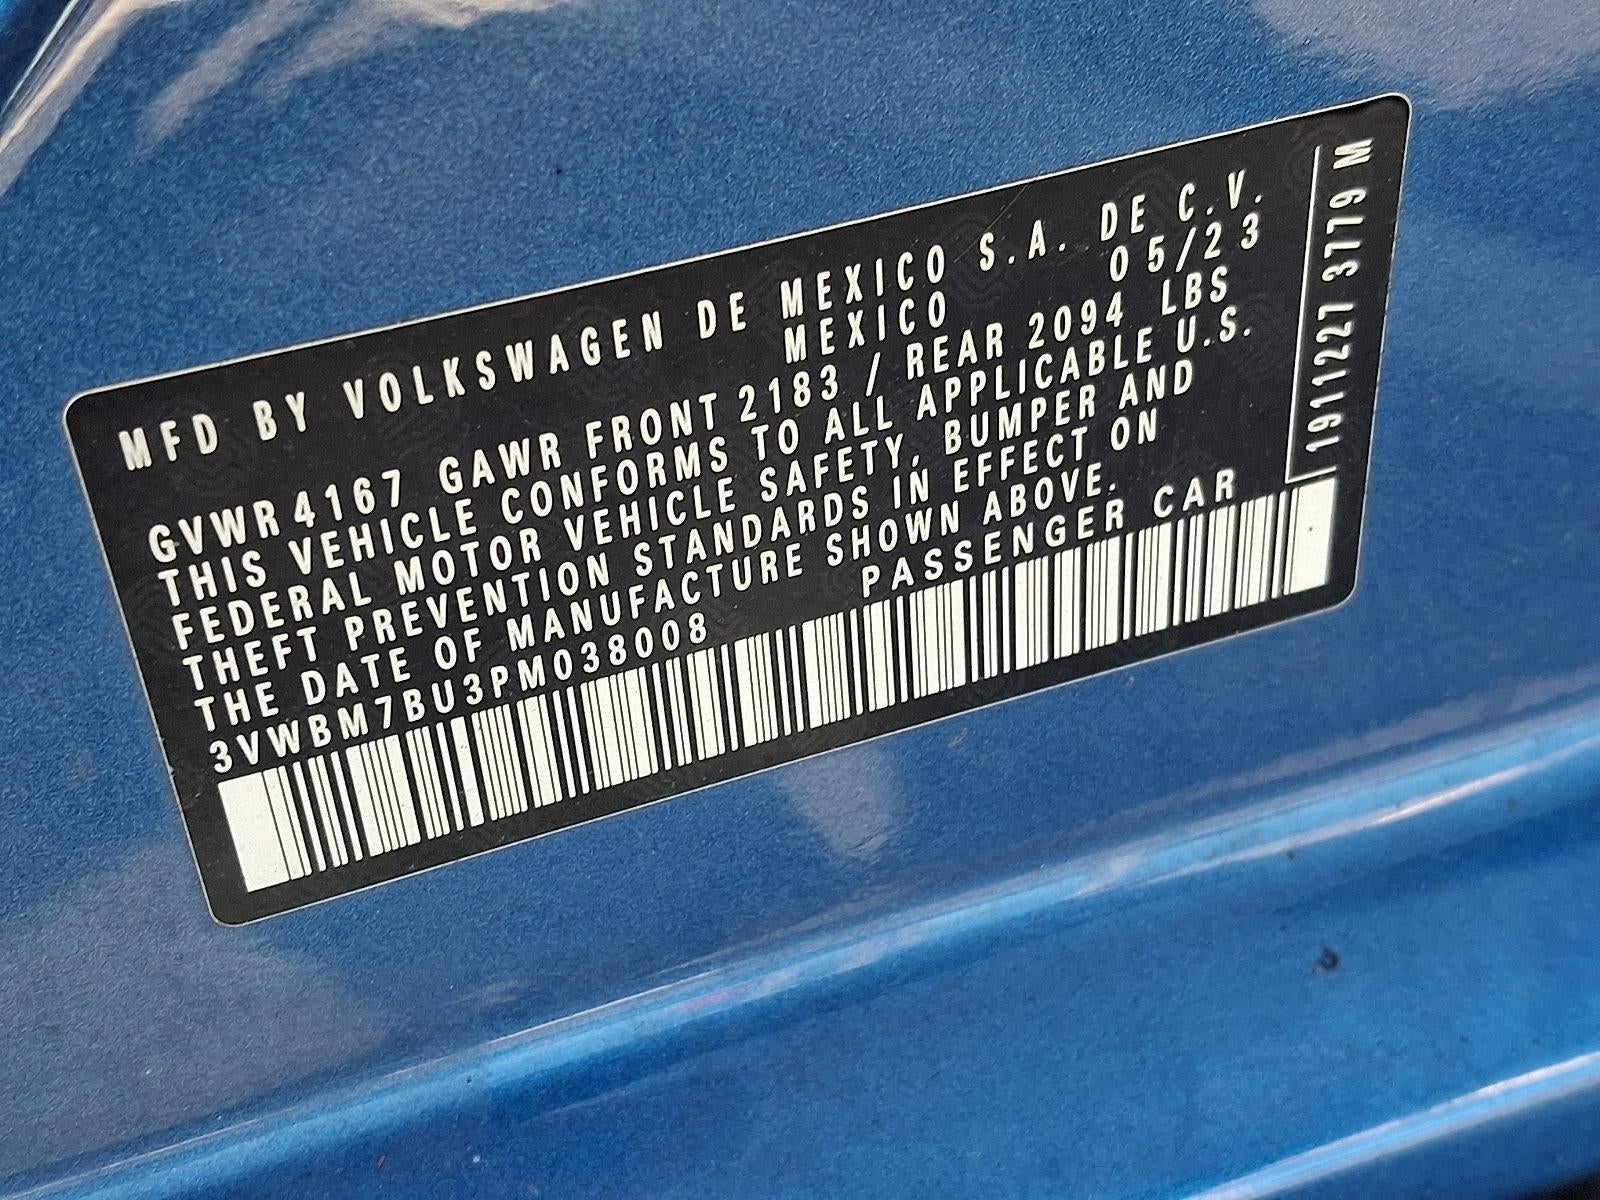 MFD BY VOLKSWAGEN DE MEXICO S.A. DE C.V.
MEXICO 05/23
GVWR 4167 GAWR FRONT 2183 / REAR 2094 LBS
THIS VEHICLE CONFORMS TO ALL APPLICABLE U.S.
FEDERAL MOTOR VEHICLE SAFETY, BUMPER AND
THEFT PREVENTION STANDARDS IN EFFECT ON
THE DATE OF MANUFACTURE SHOWN ABOVE.
3VWBM7BU3PM038008 PASSENGER CAR
1911227 3779 M